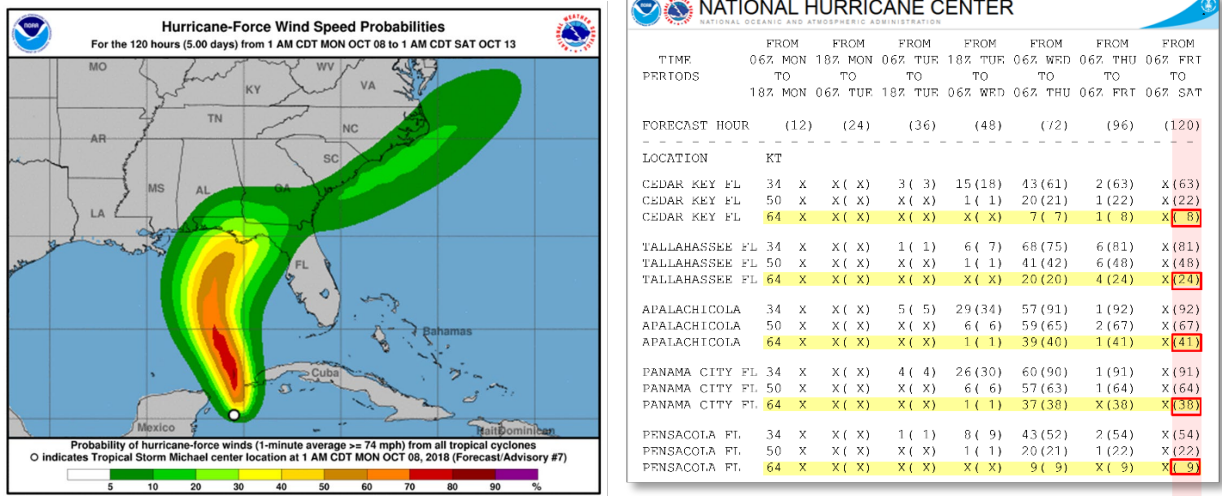 Hurricane-Force Wind Speed Probabilities
For the 120 hours (5.00 days) from 1 AM CDT MON OCT 08 to 1 AM CDT SAT OCT 13
NOAA
MO
WV
KY
VA
TN
NC
AR
SC
MS
AL
GA
LA
FL
Bahamas
Cuba
Mexico
Haiti
Dominican
Probability of hurricane-force winds (1-minute average >= 74 mph) from all tropical cyclones
O indicates Tropical Storm Michael center location at 1 AM CDT MON OCT 08, 2018 (Forecast/Advisory #7)
5 10 20 30 40 50 60 70 80 90 %
NATIONAL HURRICANE CENTER
NATIONAL OCEANIC AND ATMOSPHERIC ADMINISTRATION
FROM FROM FROM FROM FROM FROM FROM
TIME 06Z MON 18Z MON 06Z TUE 18Z TUE 06Z WED 06Z THU 06Z FRI
PERIODS TO TO TO TO TO TO TO
18Z MON 06Z TUE 18Z TUE 06Z WED 06Z THU 06Z FRI 06Z SAT
FORECAST HOUR (12) (24) (36) (48) (72) (96) (120)
- - - - - - - - - - - - - - - - - - - - - - - - - - - - - - - - - - -
LOCATION KT
CEDAR KEY FL 34 X X( X) 3( 3) 15(18) 43(61) 2(63) X(63)
CEDAR KEY FL 50 X X( X) X( X) 1( 1) 20(21) 1(22) X(22)
CEDAR KEY FL 64 X X( X) X( X) X( X) 7( 7) 1( 8) X( 8)
TALLAHASSEE FL 34 X X( X) 1( 1) 6( 7) 68(75) 6(81) X(81)
TALLAHASSEE FL 50 X X( X) X( X) 1( 1) 41(42) 6(48) X(48)
TALLAHASSEE FL 64 X X( X) X( X) X( X) 20(20) 4(24) X(24)
APALACHICOLA 34 X X( X) 5( 5) 29(34) 57(91) 1(92) X(92)
APALACHICOLA 50 X X( X) X( X) 6( 6) 59(65) 2(67) X(67)
APALACHICOLA 64 X X( X) X( X) 1( 1) 39(40) 1(41) X(41)
PANAMA CITY FL 34 X X( X) 4( 4) 26(30) 60(90) 1(91) X(91)
PANAMA CITY FL 50 X X( X) X( X) 6( 6) 57(63) 1(64) X(64)
PANAMA CITY FL 64 X X( X) X( X) 1( 1) 37(38) X(38) X(38)
PENSACOLA FL 34 X X( X) 1( 1) 8( 9) 43(52) 2(54) X(54)
PENSACOLA FL 50 X X( X) X( X) 1( 1) 20(21) 1(22) X(22)
PENSACOLA FL 64 X X( X) X( X) X( X) 9( 9) X( 9) X( 9)